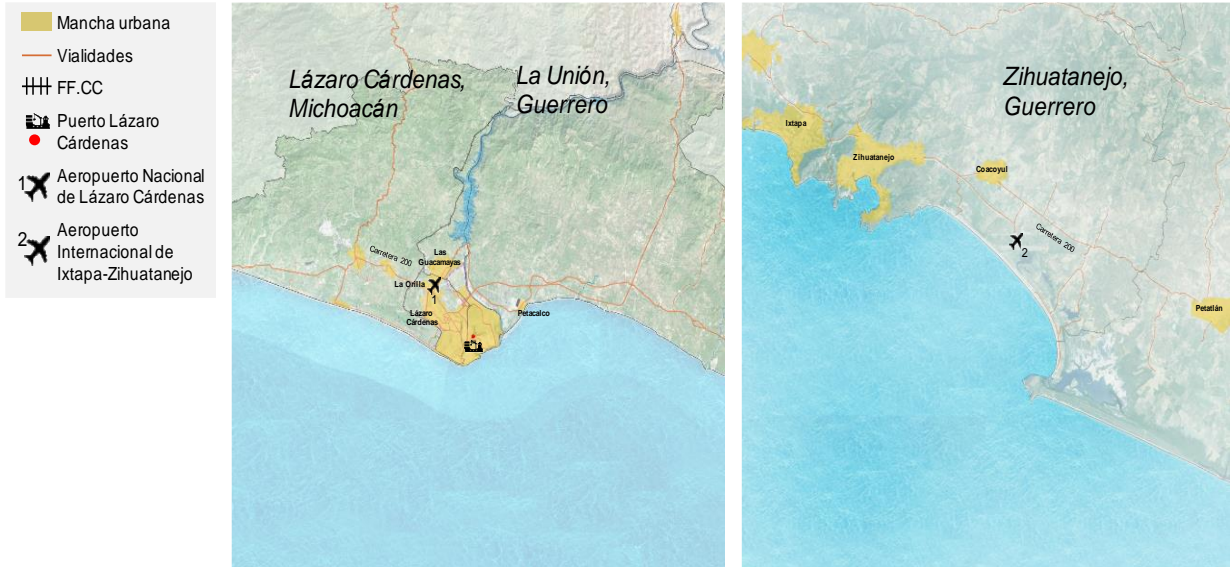 Mancha urbana
Vialidades
FF.CC
Puerto Lázaro
Cárdenas
1
Aeropuerto Nacional
de Lázaro Cárdenas
2
Aeropuerto
Internacional de
Ixtapa-Zihuatanejo
Lázaro Cárdenas,
Michoacán
La Unión,
Guerrero
Carretera 200
Las
Guacamayas
La Orilla
1
Lázaro
Cárdenas
Petacalco
Zihuatanejo,
Guerrero
Ixtapa
Zihuatanejo
Coacoyul
Carretera 200
2
Petatlán